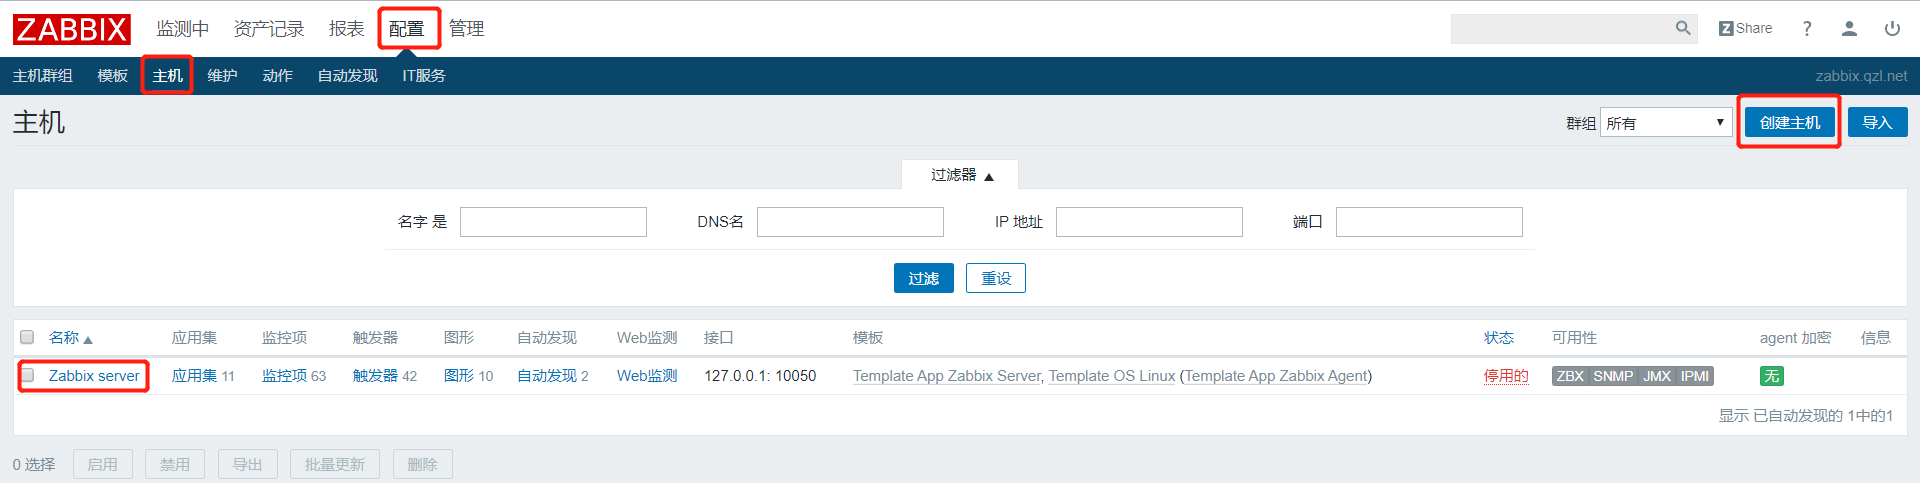 ZABBIX 监测中 资产记录 报表 配置 管理 Z Share ?
主机群组 模板 主机 维护 动作 自动发现 IT服务 zabbix.qzl.net
主机 群组 所有 创建主机 导入
过滤器
名字 是 DNS名 IP 地址 端口
过滤 重设
名称 应用集 监控项 触发器 图形 自动发现 Web监测 接口 模板 状态 可用性 agent 加密 信息
Zabbix server 应用集 11 监控项 63 触发器 42 图形 10 自动发现 2 Web监测 127.0.0.1: 10050 Template App Zabbix Server, Template OS Linux (Template App Zabbix Agent) 停用的 ZBX SNMP JMX IPMI 无
显示 已自动发现的 1中的1
0 选择 启用 禁用 导出 批量更新 删除